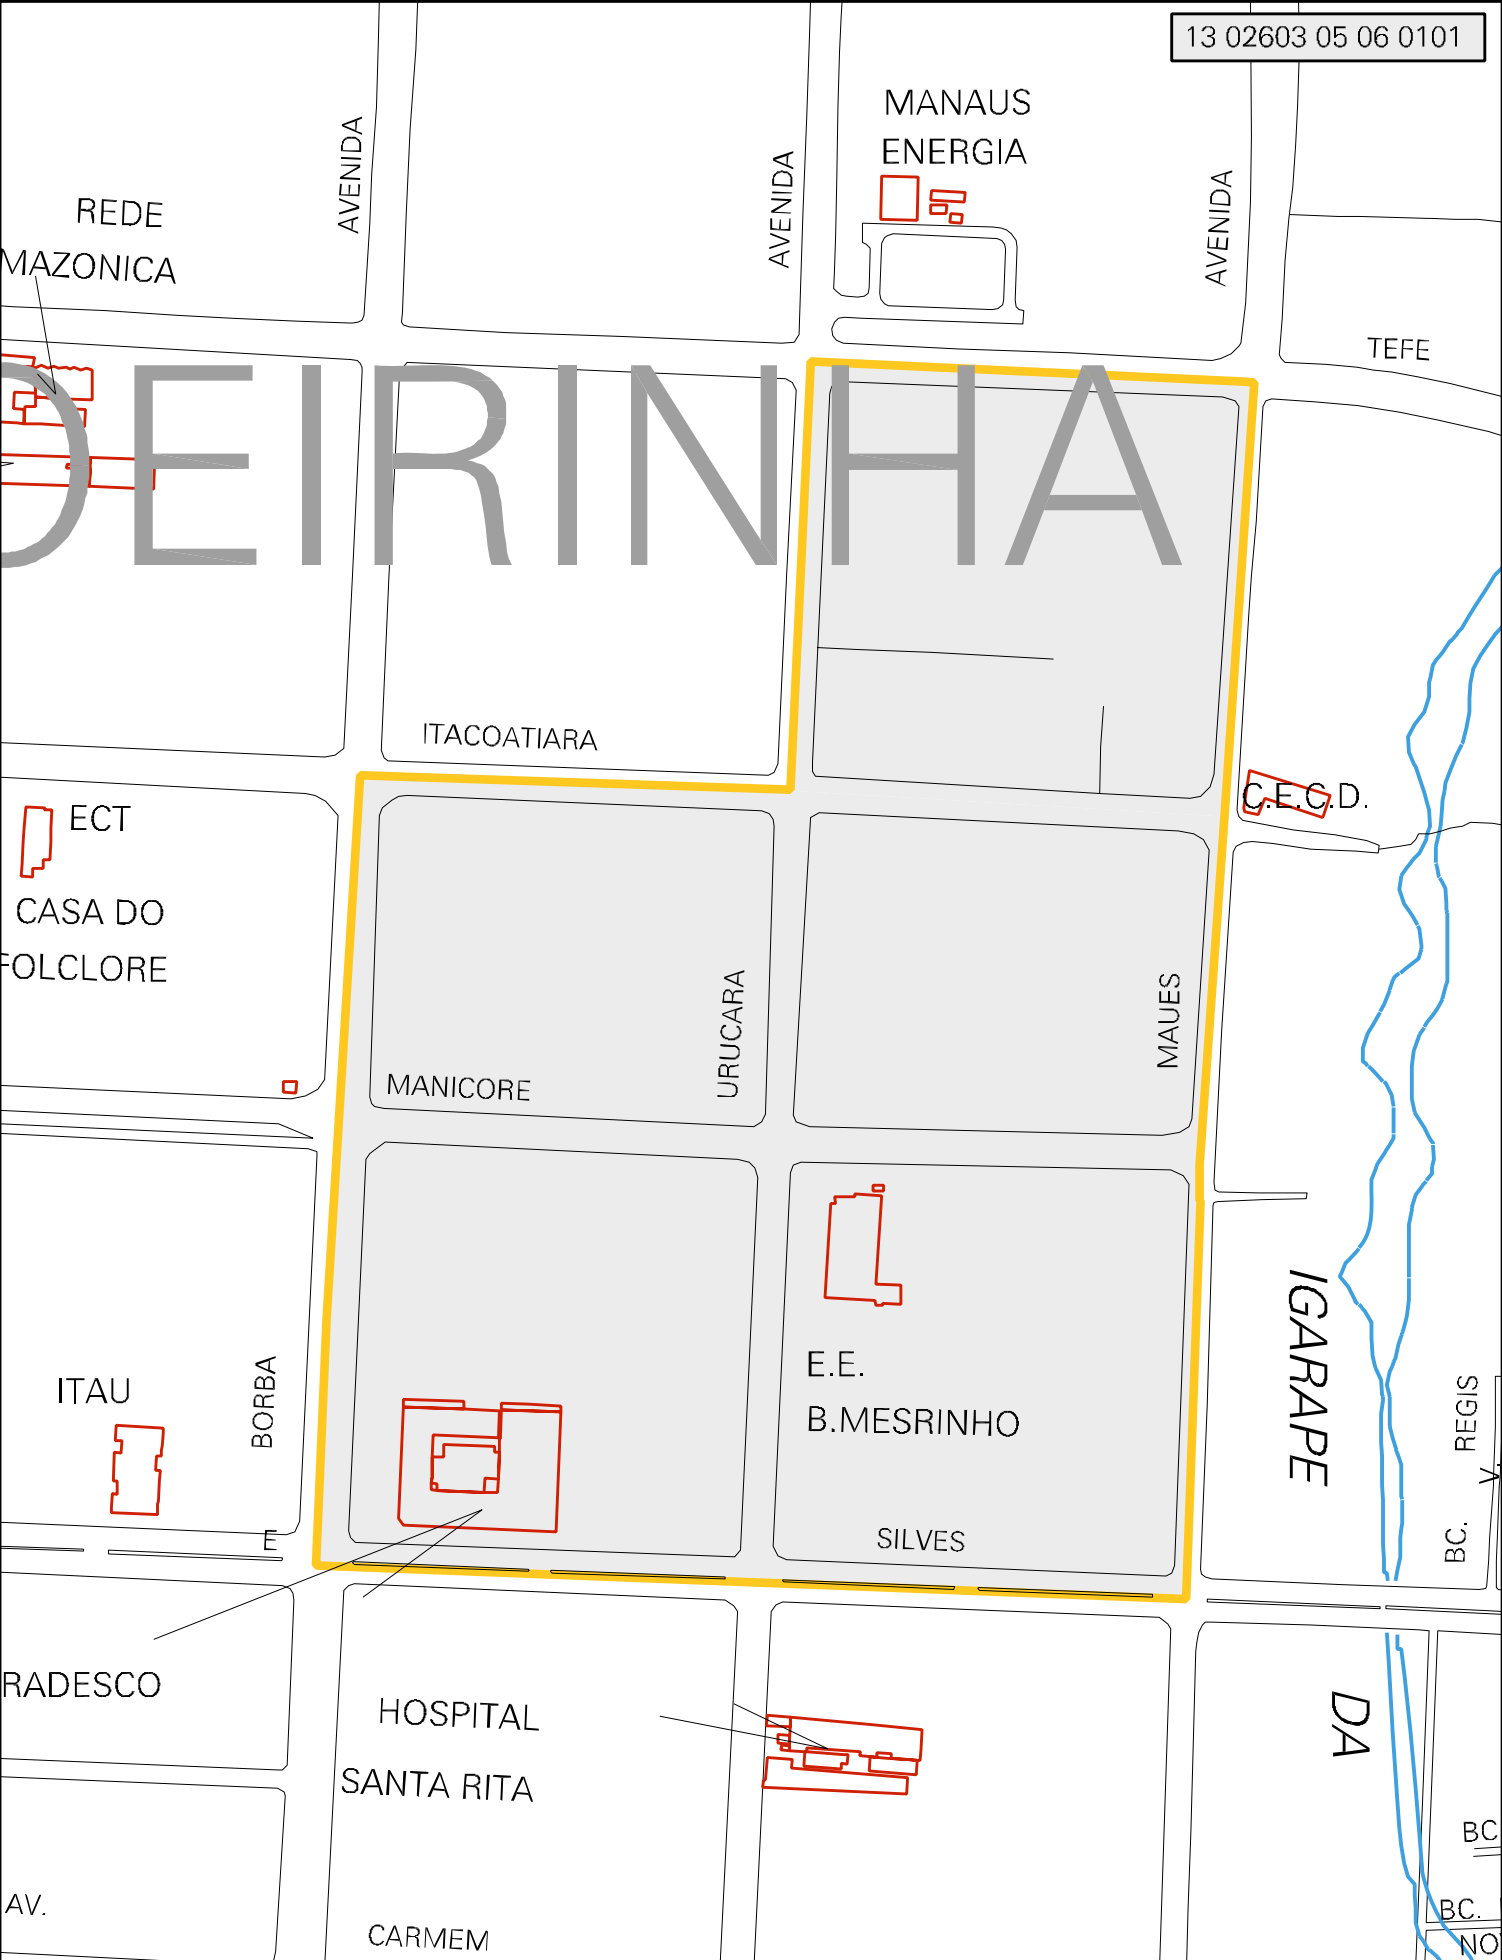 13 02603 05 06 0101
MANAUS
ENERGIA
AVENIDA
AVENIDA
AVENIDA
REDE
MAZONICA
TEFE
DEIRINHA
ITACOATIARA
C.E.C.D.
ECT
CASA DO
FOLCLORE
URUCARA
MAUES
MANICORE
IGARAPE
E.E.
B.MESRINHO
ITAU
BORBA
REGIS
V
BC.
E
SILVES
RADESCO
HOSPITAL
SANTA RITA
DA
BC
AV.
BC.
CARMEM
NO